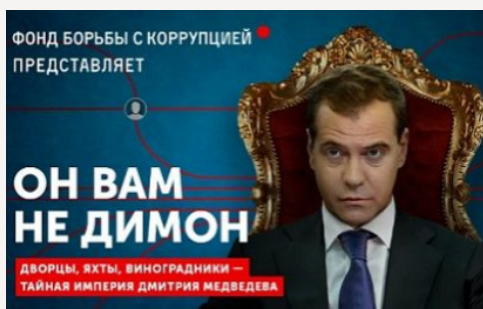 ФОНД БОРЬБЫ С КОРРУПЦИЕЙ
ПРЕДСТАВЛЯЕТ
ОН ВАМ
НЕ ДИМОН
ДВОРЦЫ, ЯХТЫ, ВИНОГРАДНИКИ —
ТАЙНАЯ ИМПЕРИЯ ДМИТРИЯ МЕДВЕДЕВА